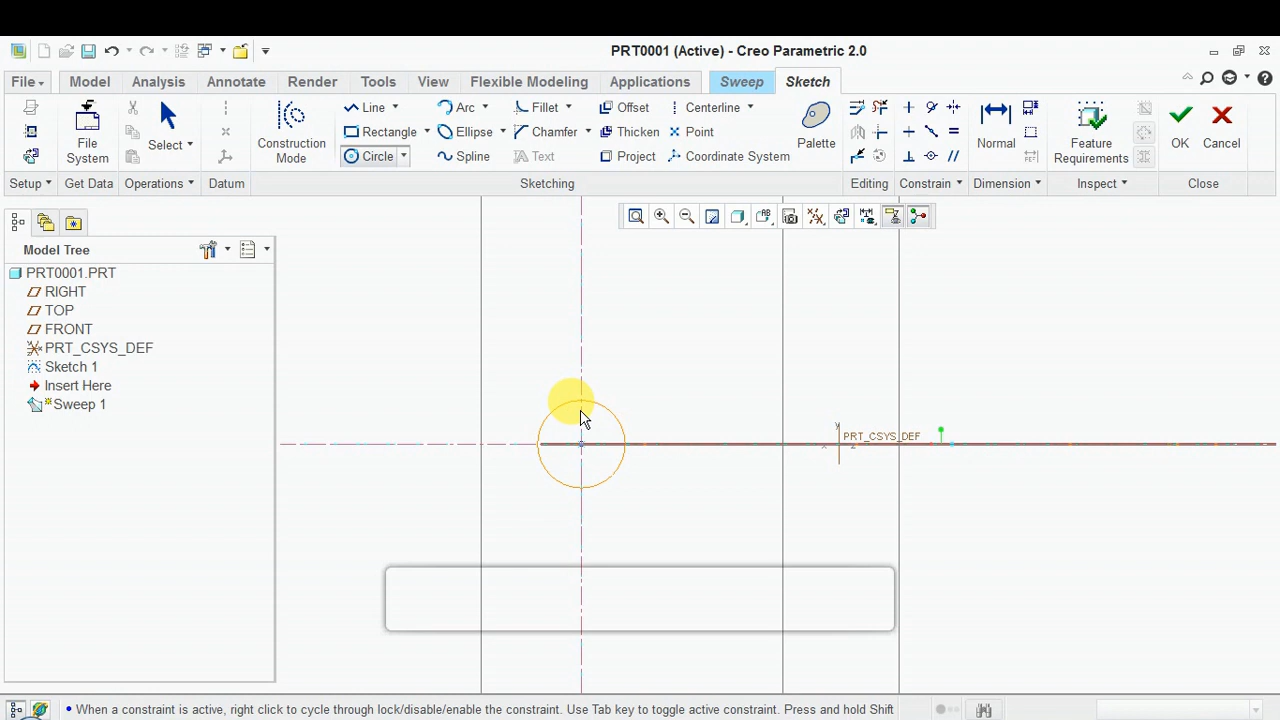 PRT0001 (Active) - Creo Parametric 2.0
File Model Analysis Annotate Render Tools View Flexible Modeling Applications Sweep Sketch
Line Arc Fillet Offset Centerline
Rectangle Ellipse Chamfer Thicken Point
Circle Spline Text Project Coordinate System
File System
Select
Construction Mode
Palette
Normal
Feature Requirements
OK
Cancel
Setup Get Data Operations Datum Sketching Editing Constrain Dimension Inspect Close
Model Tree
PRT0001.PRT
RIGHT
TOP
FRONT
PRT_CSYS_DEF
Sketch 1
Insert Here
Sweep 1
y
PRT_CSYS_DEF
• When a constraint is active, right click to cycle through lock/disable/enable the constraint. Use Tab key to toggle active constraint. Press and hold Shift